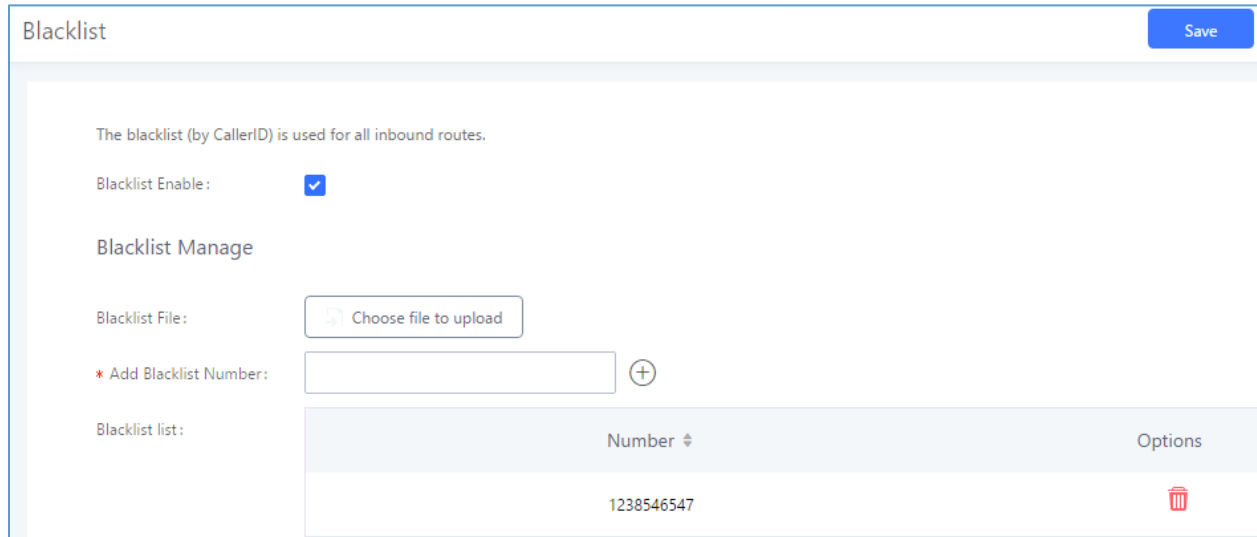 Blacklist
Save
The blacklist (by CallerID) is used for all inbound routes.
Blacklist Enable:
Blacklist Manage
Blacklist File:
Choose file to upload
* Add Blacklist Number:
Blacklist list:
Number Options
1238546547